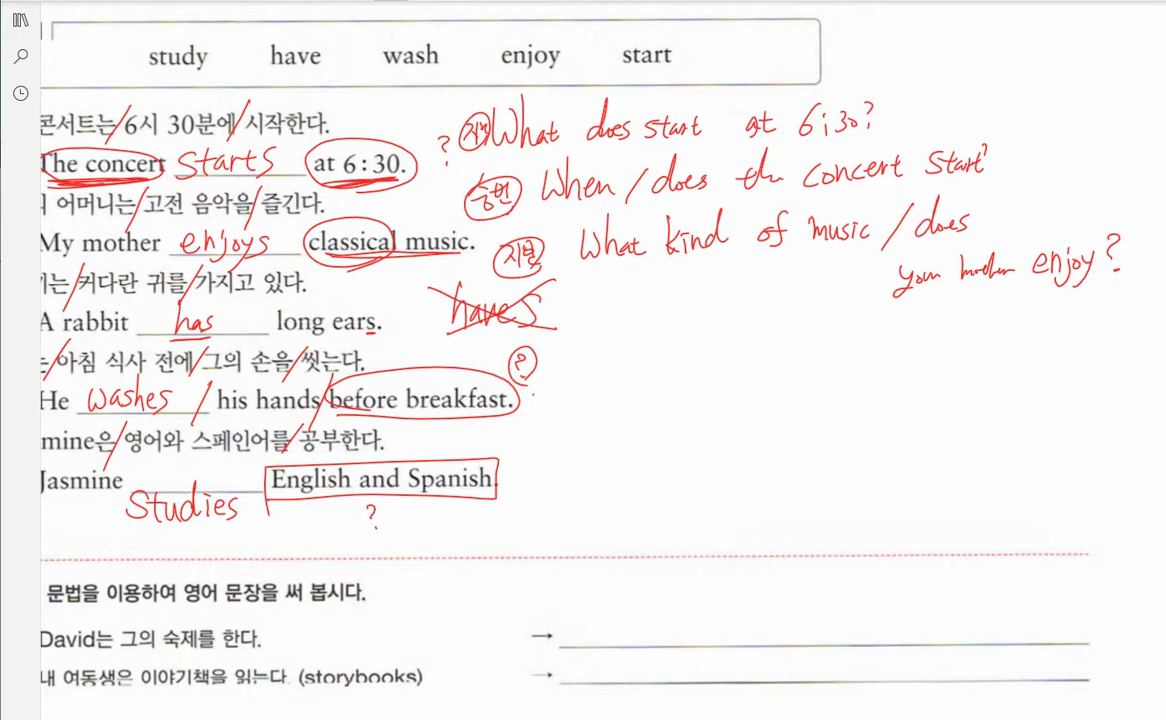 study have wash enjoy start
콘서트는/6시 30분에/시작한다.
The concert starts at 6:30.
? 지빈 What does start at 6:30?
승빈 When/does the concert start?
어머니는/고전 음악을/즐긴다.
My mother enjoys classical music.
What kind of music/does
your mother enjoy?
는/커다란 귀를/가지고 있다.
A rabbit has long ears.
haveS
는/아침 식사 전에/그의 손을/씻는다.
?
He washes/his hands/before breakfast.
mine은/영어와 스페인어를/공부한다.
Jasmine studies English and Spanish
?
문법을 이용하여 영어 문장을 써 봅시다.
David는 그의 숙제를 한다. →
내 여동생은 이야기책을 읽는다. (storybooks) →